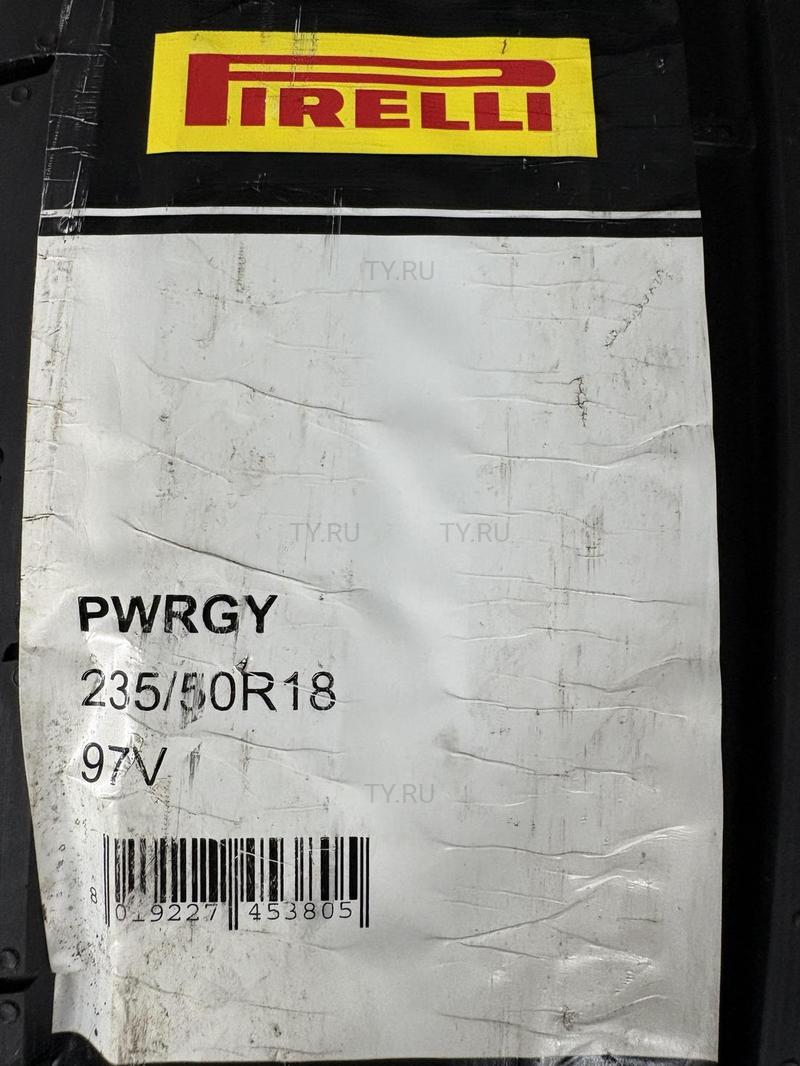 PIRELLI
TY.RU
TY.RU TY.RU
PWRGY
235/50R18
97V
TY.RU
8 019227 453805